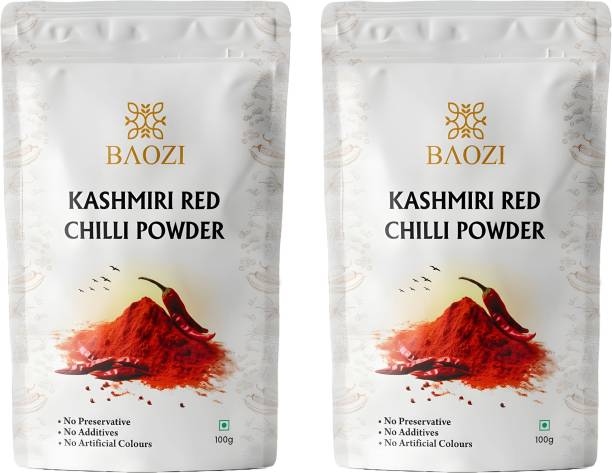 BAOZI
KASHMIRI RED
CHILLI POWDER
• No Preservative
• No Additives
• No Artificial Colours
100g
BAOZI
KASHMIRI RED
CHILLI POWDER
• No Preservative
• No Additives
• No Artificial Colours
100g